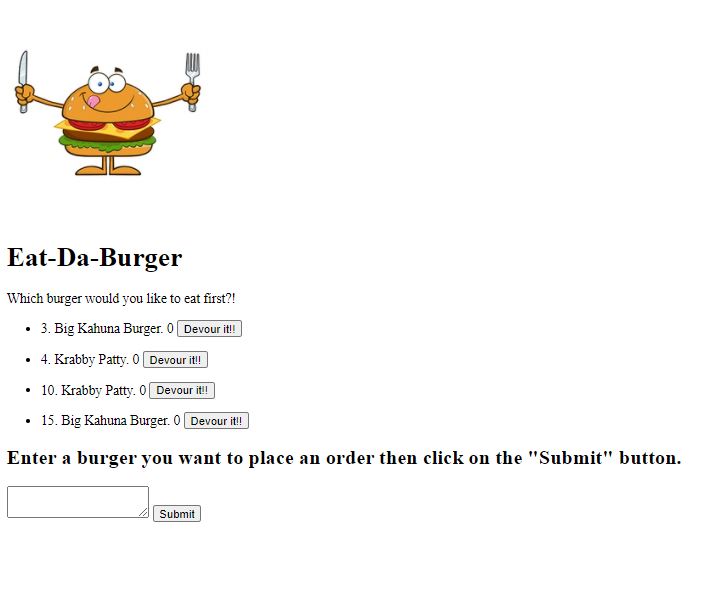 Eat-Da-Burger
Which burger would you like to eat first?!
3. Big Kahuna Burger. 0 Devour it!!
4. Krabby Patty. 0 Devour it!!
10. Krabby Patty. 0 Devour it!!
15. Big Kahuna Burger. 0 Devour it!!
Enter a burger you want to place an order then click on the "Submit" button.
Submit